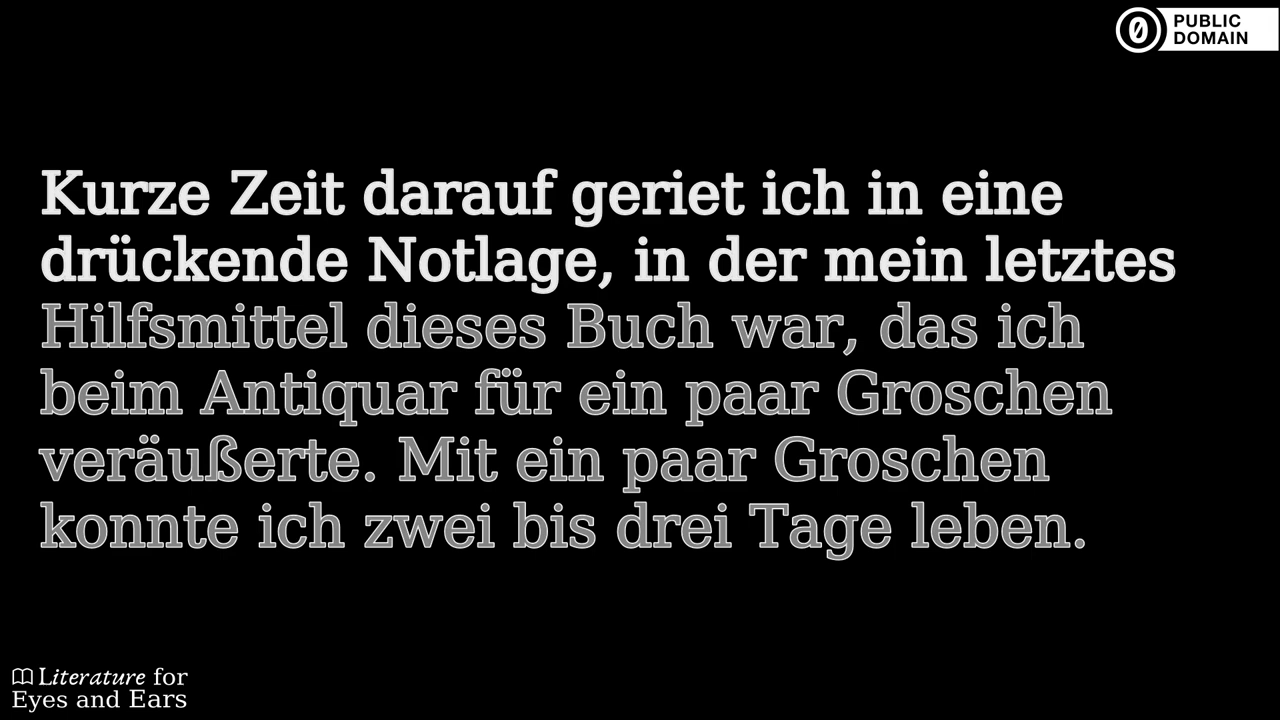 PUBLIC
DOMAIN
Kurze Zeit darauf geriet ich in eine
drückende Notlage, in der mein letztes
Hilfsmittel dieses Buch war, das ich
beim Antiquar für ein paar Groschen
veräußerte. Mit ein paar Groschen
konnte ich zwei bis drei Tage leben.
Literature for
Eyes and Ears